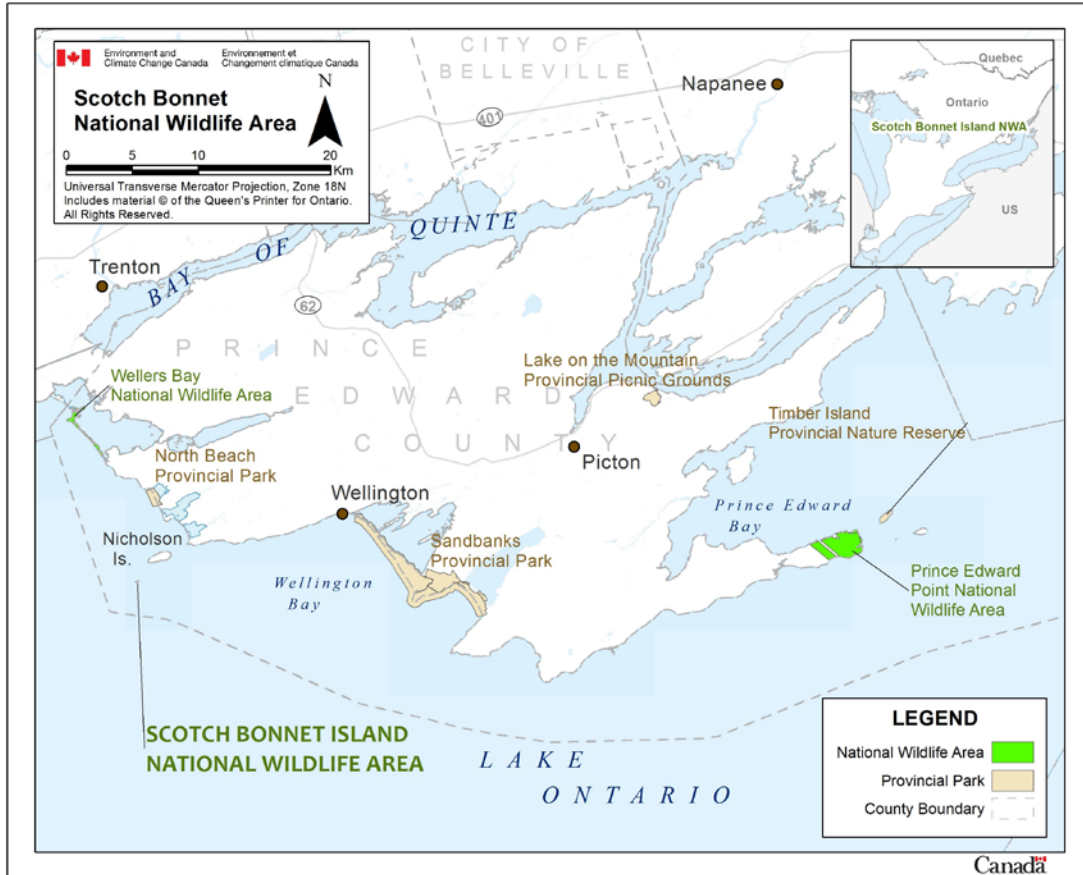 Environment and
Climate Change Canada
Environnement et
Changement climatique Canada
Scotch Bonnet
National Wildlife Area
N
0 5 10 20
Km
Universal Transverse Mercator Projection, Zone 18N
Includes material © of the Queen's Printer for Ontario.
All Rights Reserved.
CITY OF
BELLEVILLE
Napanee
401
Quebec
Ontario
Scotch Bonnet Island NWA
US
BAY OF QUINTE
Trenton
62
PRINCE
EDWARD
COUNTY
Wellers Bay
National Wildlife Area
Lake on the Mountain
Provincial Picnic Grounds
Timber Island
Provincial Nature Reserve
North Beach
Provincial Park
Picton
Wellington
Prince Edward
Bay
Nicholson
Is.
Sandbanks
Provincial Park
Wellington
Bay
Prince Edward
Point National
Wildlife Area
SCOTCH BONNET ISLAND
NATIONAL WILDLIFE AREA
LAKE
ONTARIO
LEGEND
National Wildlife Area
Provincial Park
County Boundary
Canada